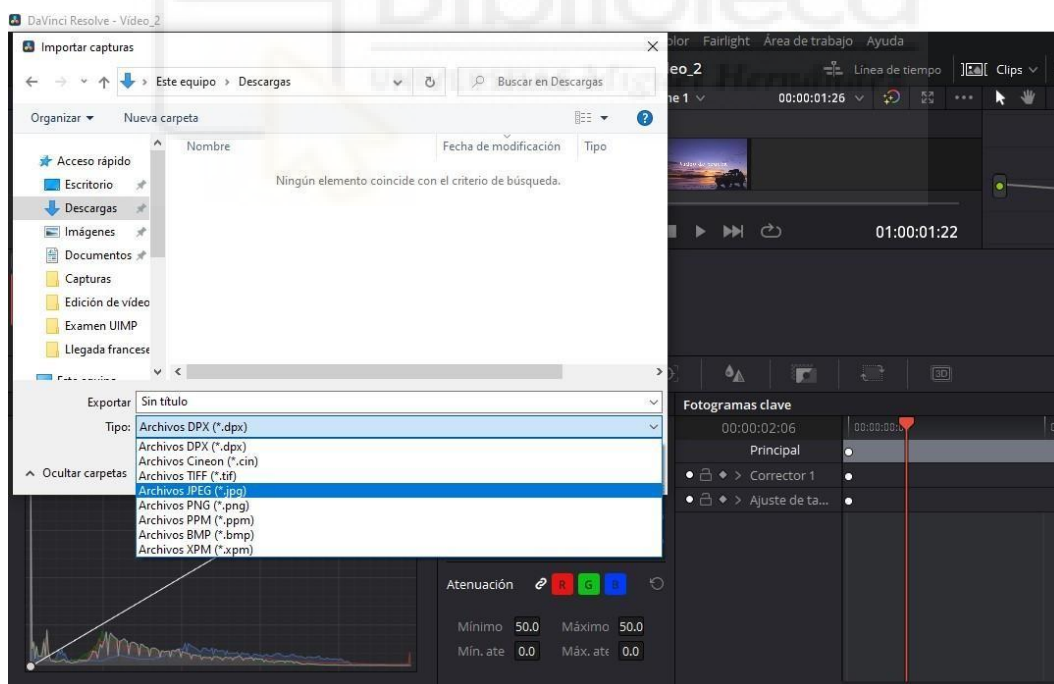 Biblioteca
DaVinci Resolve - Vídeo_2
Importar capturas
Fairlight Área de trabajo Ayuda
Este equipo > Descargas
Buscar en Descargas
eo_2
Línea de tiempo
Clips
Organizar
Nueva carpeta
00:00:01:26
Nombre
Fecha de modificación
Tipo
Acceso rápido
Ningún elemento coincide con el criterio de búsqueda.
Escritorio
Descargas
Imágenes
Documentos
Capturas
Edición de vídeo
Examen UIMP
Llegada francese
01:00:01:22
3D
Exportar Sin título
Tipo: Archivos DPX (*.dpx)
Archivos DPX (*.dpx)
Archivos Cineon (*.cin)
Archivos TIFF (*.tif)
Archivos JPEG (*.jpg)
Archivos PNG (*.png)
Archivos PPM (*.ppm)
Archivos BMP (*.bmp)
Archivos XPM (*.xpm)
Ocultar carpetas
Fotogramas clave
00:00:02:06
Principal
Corrector 1
Ajuste de ta...
Atenuación R G B
Mínimo 50.0 Máximo 50.0
Mín. ate 0.0 Máx. ate 0.0